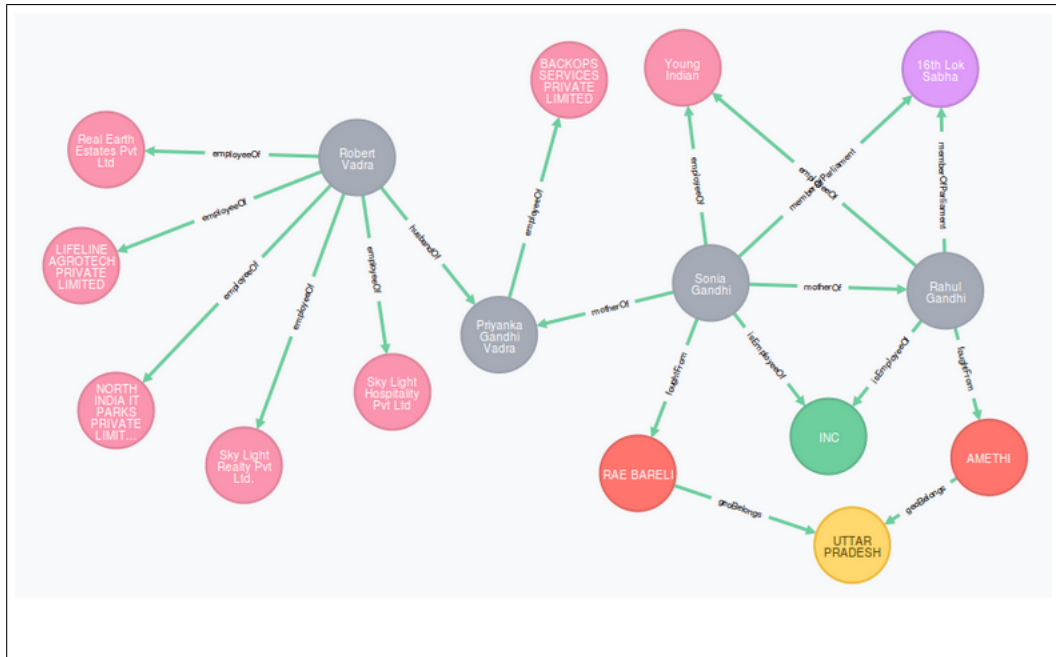 BACKOPS
SERVICES
PRIVATE
LIMITED
Young
Indian
16th Lok
Sabha
Real Earth
Estates Pvt
Ltd
employeeOf
Robert
Vadra
employeeOf
employeeOf
employeeOf
employeeOf
husbandOf
employeeOf
employeeOf
memberOfParliament
employeeOf
memberOfParliament
LIFELINE
AGROTECH
PRIVATE
LIMITED
Priyanka
Gandhi
Vadra
motherOf
Sonia
Gandhi
motherOf
Rahul
Gandhi
NORTH
INDIA IT
PARKS
PRIVATE
LIMIT...
Sky Light
Realty Pvt
Ltd.
Sky Light
Hospitality
Pvt Ltd
foughtFrom
isEmployeeOf
isEmployeeOf
foughtFrom
RAE BARELI
INC
AMETHI
geoBelongs
geoBelongs
UTTAR
PRADESH